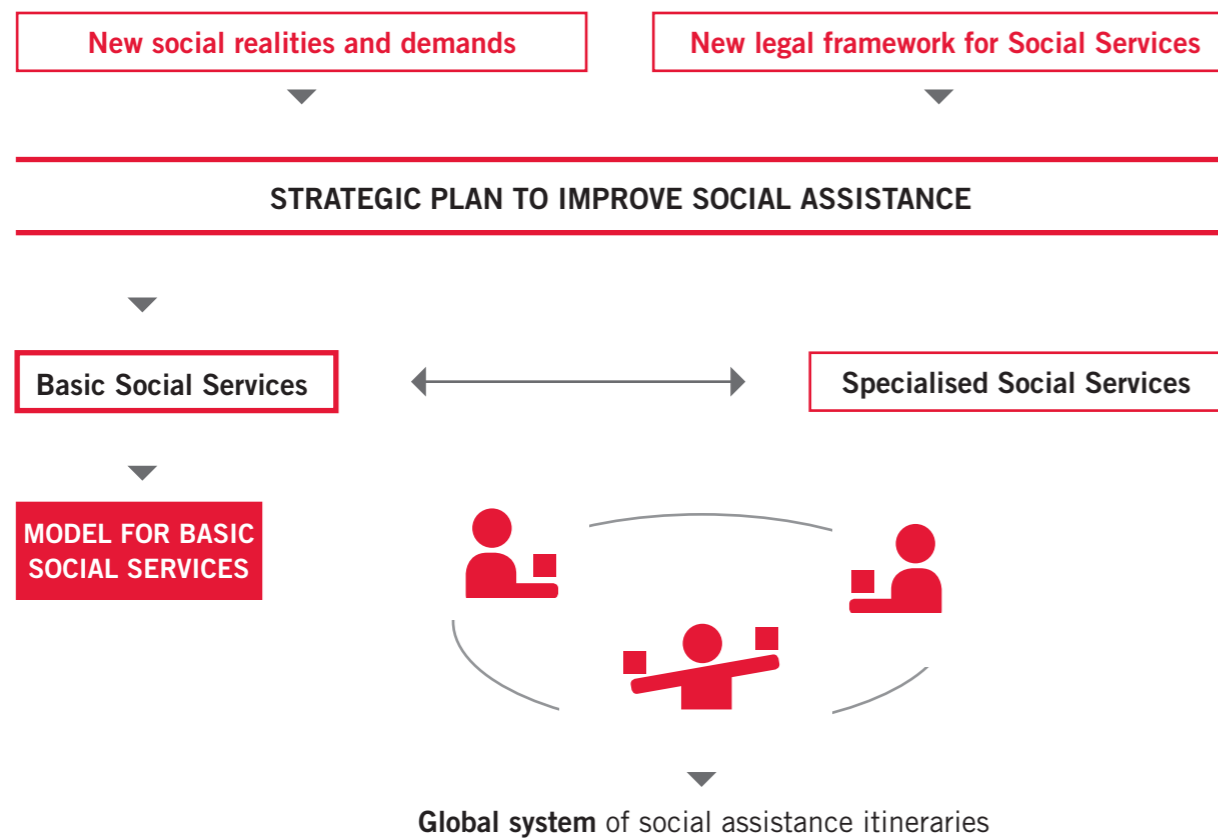 New social realities and demands
New legal framework for Social Services
STRATEGIC PLAN TO IMPROVE SOCIAL ASSISTANCE
Basic Social Services
Specialised Social Services
MODEL FOR BASIC
SOCIAL SERVICES
Global system of social assistance itineraries